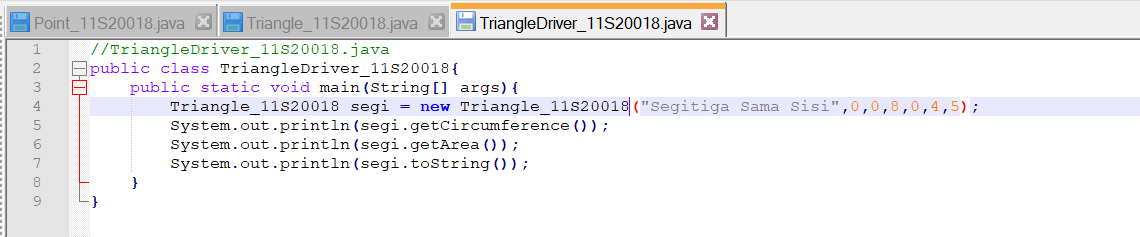 Point_11S20018.java Triangle_11S20018.java TriangleDriver_11S20018.java
1 //TriangleDriver_11S20018.java
2 public class TriangleDriver_11S20018{
3 public static void main(String[] args){
4 Triangle_11S20018 segi = new Triangle_11S20018("Segitiga Sama Sisi",0,0,8,0,4,5);
5 System.out.println(segi.getCircumference());
6 System.out.println(segi.getArea());
7 System.out.println(segi.toString());
8 }
9 }